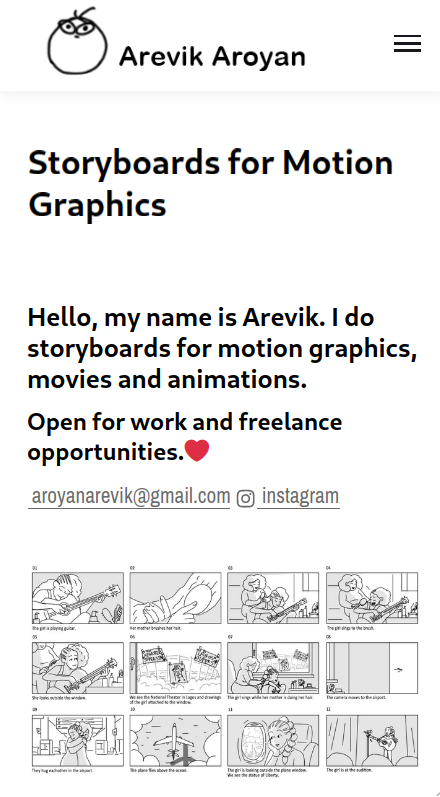 Arevik Aroyan
Storyboards for Motion
Graphics
Hello, my name is Arevik. I do
storyboards for motion graphics,
movies and animations.
Open for work and freelance
opportunities.❤️
aroyanarevik@gmail.com instagram
01 02 03 04
The girl is playing guitar. Her mother brushes her hair. The girl sings to the brush.
05 06 07 08
She looks outside the window. We see the National Theater in Lagos and drawings The girl sings while her mother is doing her hair. The camera moves to the airport.
of the girl attached to the window.
09 10 11 12
They hug eachother in the airport. The plane flies above the ocean. The girl is looking outside the plane window. The girl is at the audition.
We see the statue of Liberty.